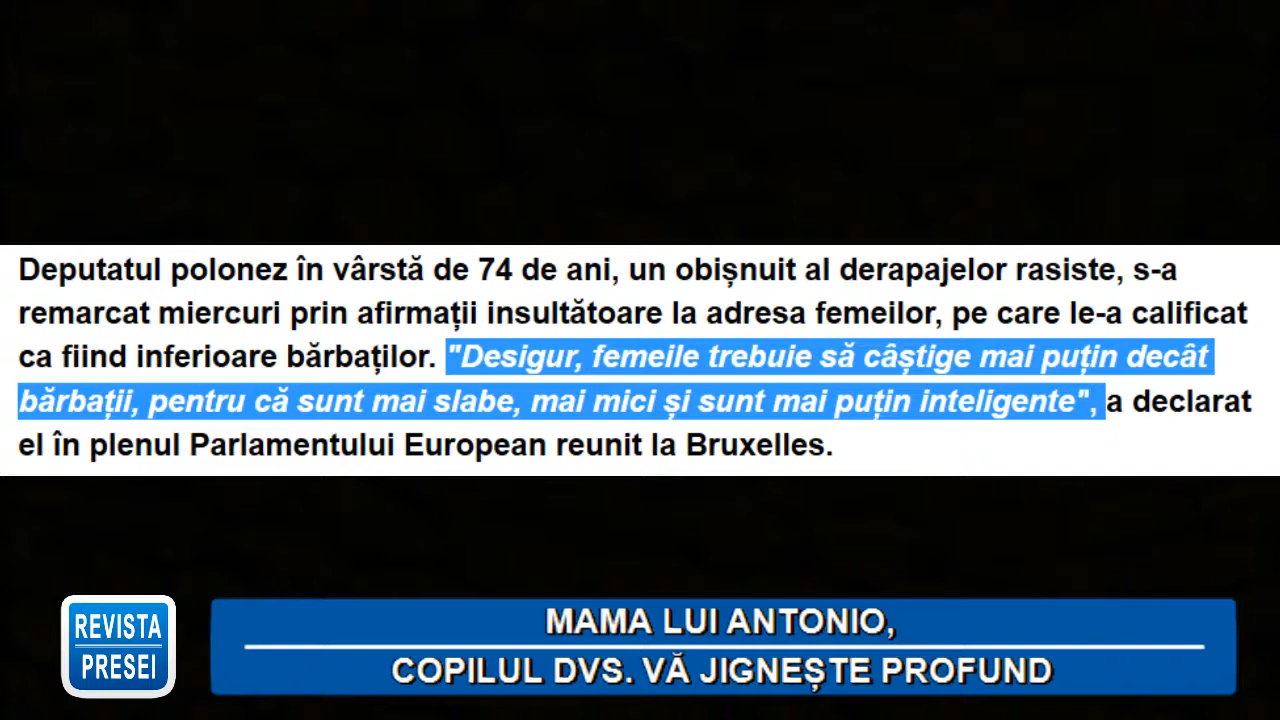 Deputatul polonez în vârstă de 74 de ani, un obișnuit al derapajelor rasiste, s-a
remarcat miercuri prin afirmații insultătoare la adresa femeilor, pe care le-a calificat
ca fiind inferioare bărbaților. "Desigur, femeile trebuie să câștige mai puțin decât
bărbații, pentru că sunt mai slabe, mai mici și sunt mai puțin inteligente", a declarat
el în plenul Parlamentului European reunit la Bruxelles.
REVISTA
PRESEI
MAMA LUI ANTONIO,
COPILUL DVS. VĂ JIGNEȘTE PROFUND